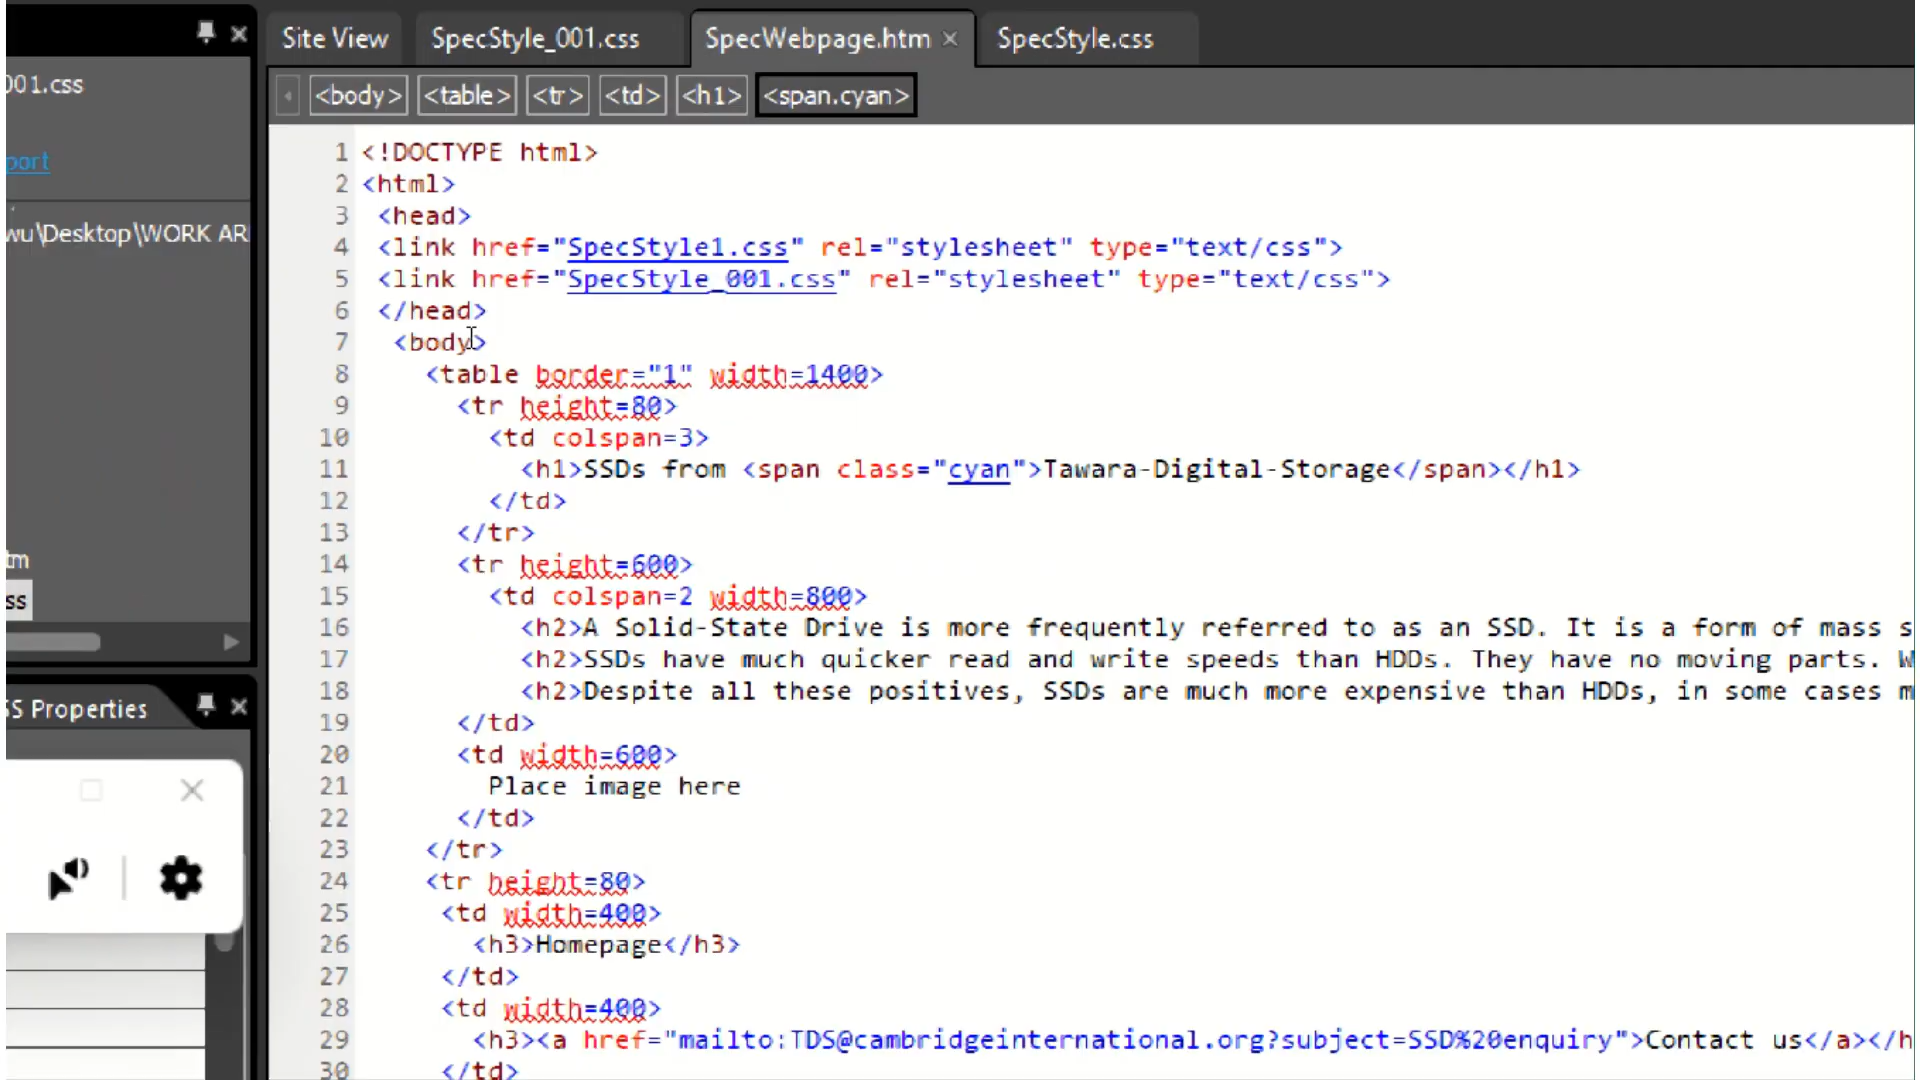 Site View SpecStyle_001.css SpecWebpage.htm × SpecStyle.css
<body> <table> <tr> <td> <h1> <span.cyan>
001.css
port
wu\Desktop\WORK AR
tm
ss
S Properties
1 <!DOCTYPE html>
2 <html>
3 <head>
4 <link href="SpecStyle1.css" rel="stylesheet" type="text/css">
5 <link href="SpecStyle_001.css" rel="stylesheet" type="text/css">
6 </head>
7 <body>
8 <table border="1" width=1400>
9 <tr height=80>
10 <td colspan=3>
11 <h1>SSDs from <span class="cyan">Tawara-Digital-Storage</span></h1>
12 </td>
13 </tr>
14 <tr height=600>
15 <td colspan=2 width=800>
16 <h2>A Solid-State Drive is more frequently referred to as an SSD. It is a form of mass s
17 <h2>SSDs have much quicker read and write speeds than HDDs. They have no moving parts. W
18 <h2>Despite all these positives, SSDs are much more expensive than HDDs, in some cases m
19 </td>
20 <td width=600>
21 Place image here
22 </td>
23 </tr>
24 <tr height=80>
25 <td width=400>
26 <h3>Homepage</h3>
27 </td>
28 <td width=400>
29 <h3><a href="mailto:TDS@cambridgeinternational.org?subject=SSD%20enquiry">Contact us</a></h
30 </td>